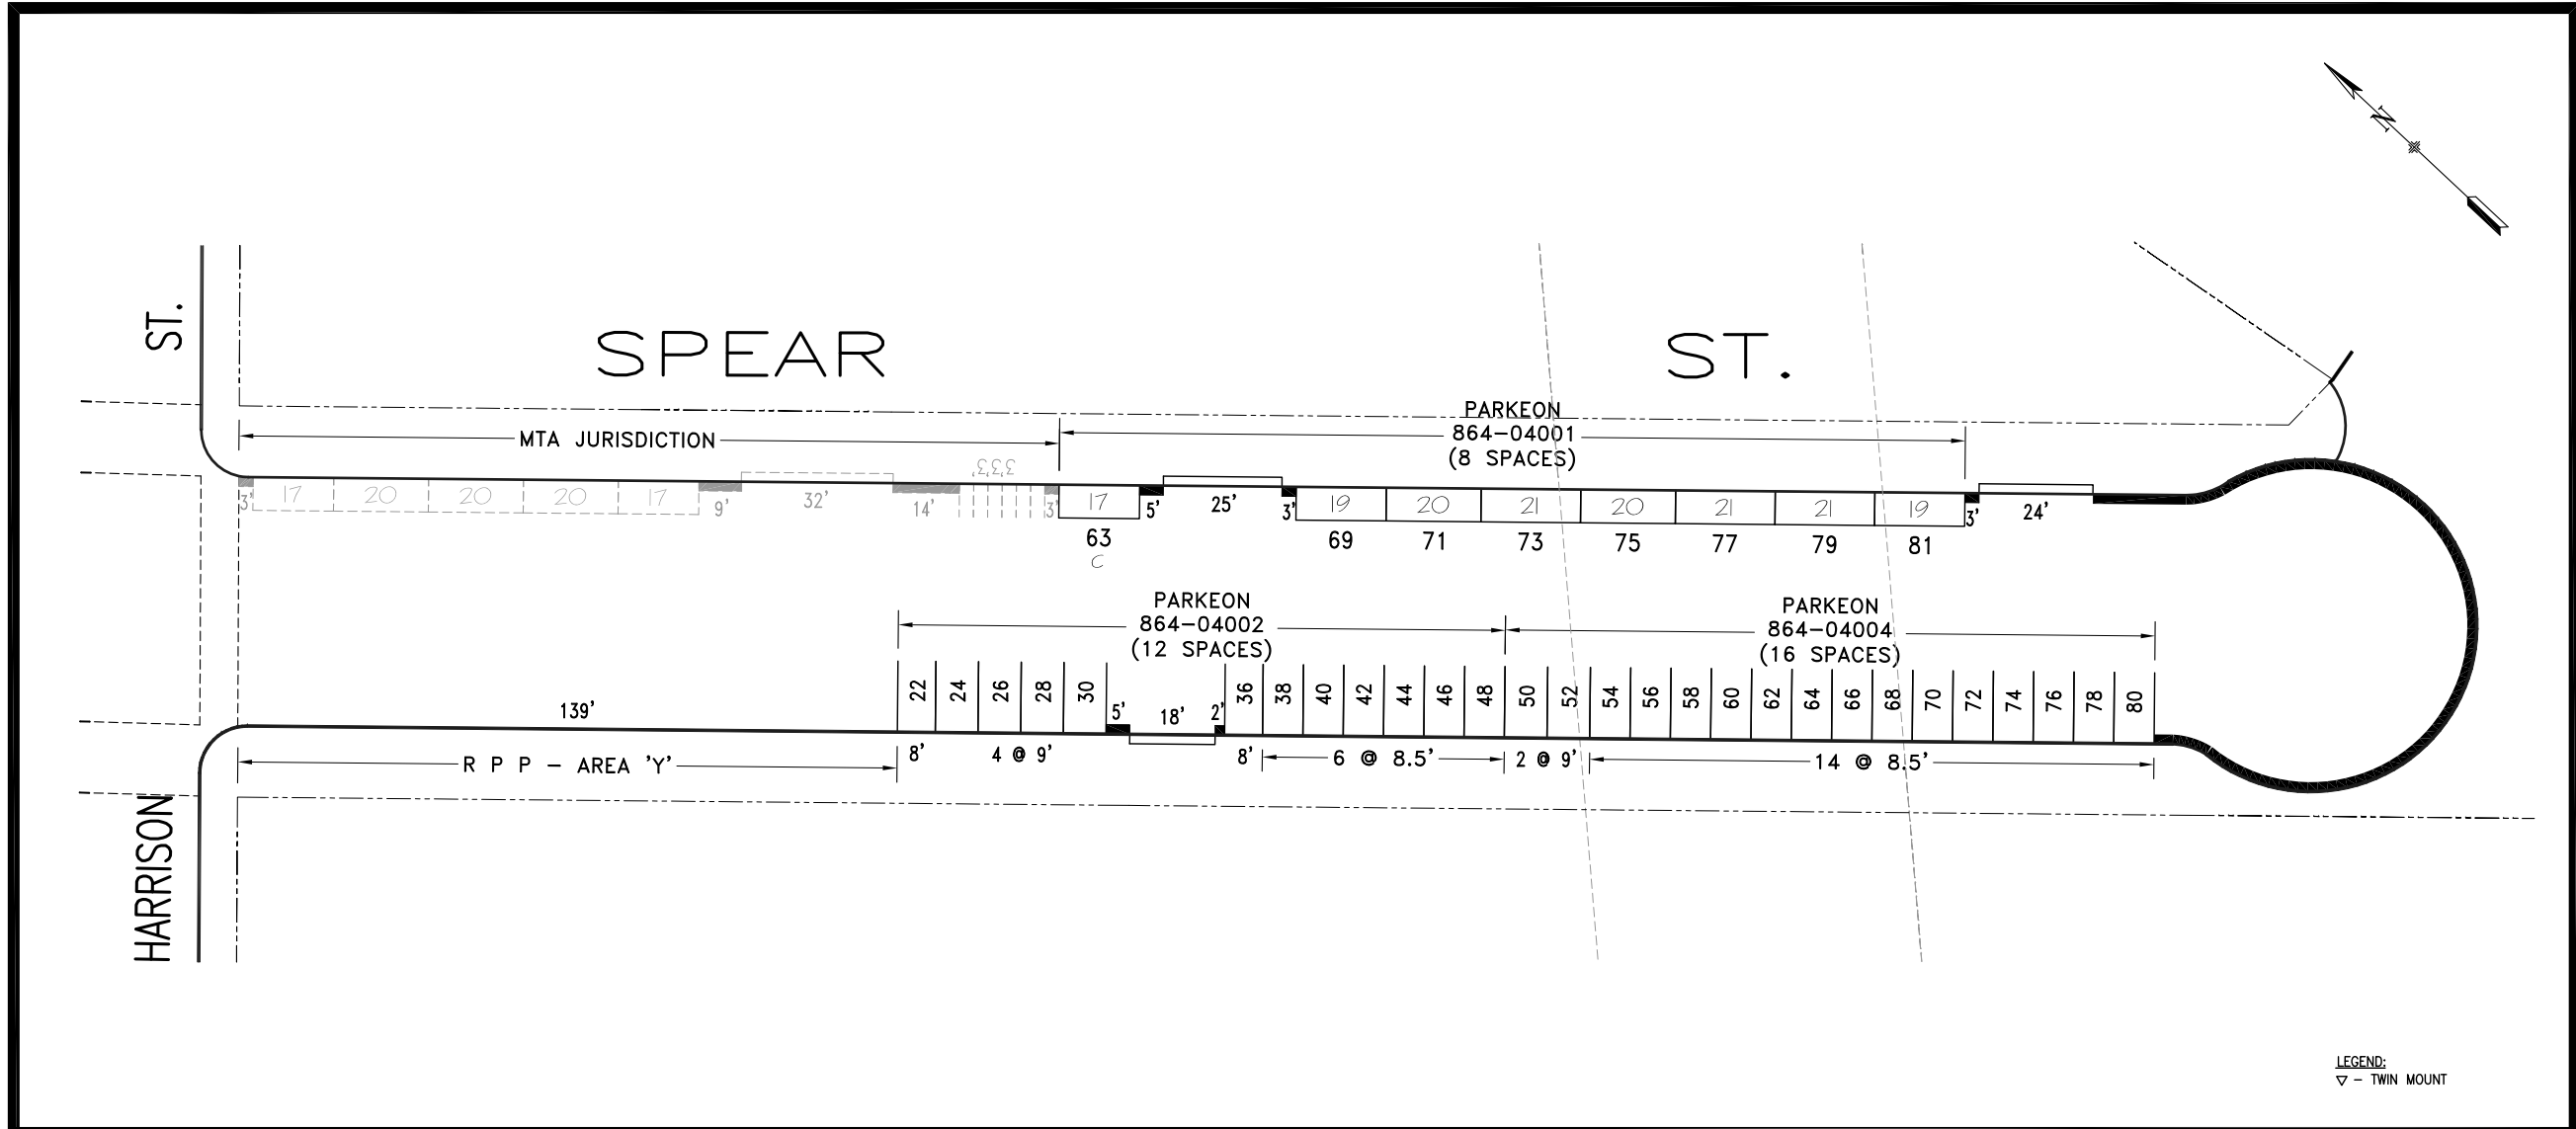 N
ST.
SPEAR ST.
PARKEON
864-04001
(8 SPACES)
MTA JURISDICTION
3' 17 20 20 20 17 9' 32' 14' 3' 3' 3' 3' 17 5' 25' 3' 19 20 21 20 21 21 19 3' 24'
63 69 71 73 75 77 79 81
C
PARKEON
864-04002
(12 SPACES)
PARKEON
864-04004
(16 SPACES)
22 24 26 28 30 36 38 40 42 44 46 48 50 52 54 56 58 60 62 64 66 68 70 72 74 76 78 80
139' 5' 18' 2'
R P P - AREA 'Y' 8' 4 @ 9' 8' 6 @ 8.5' 2 @ 9' 14 @ 8.5'
HARRISON
LEGEND:
▽ - TWIN MOUNT